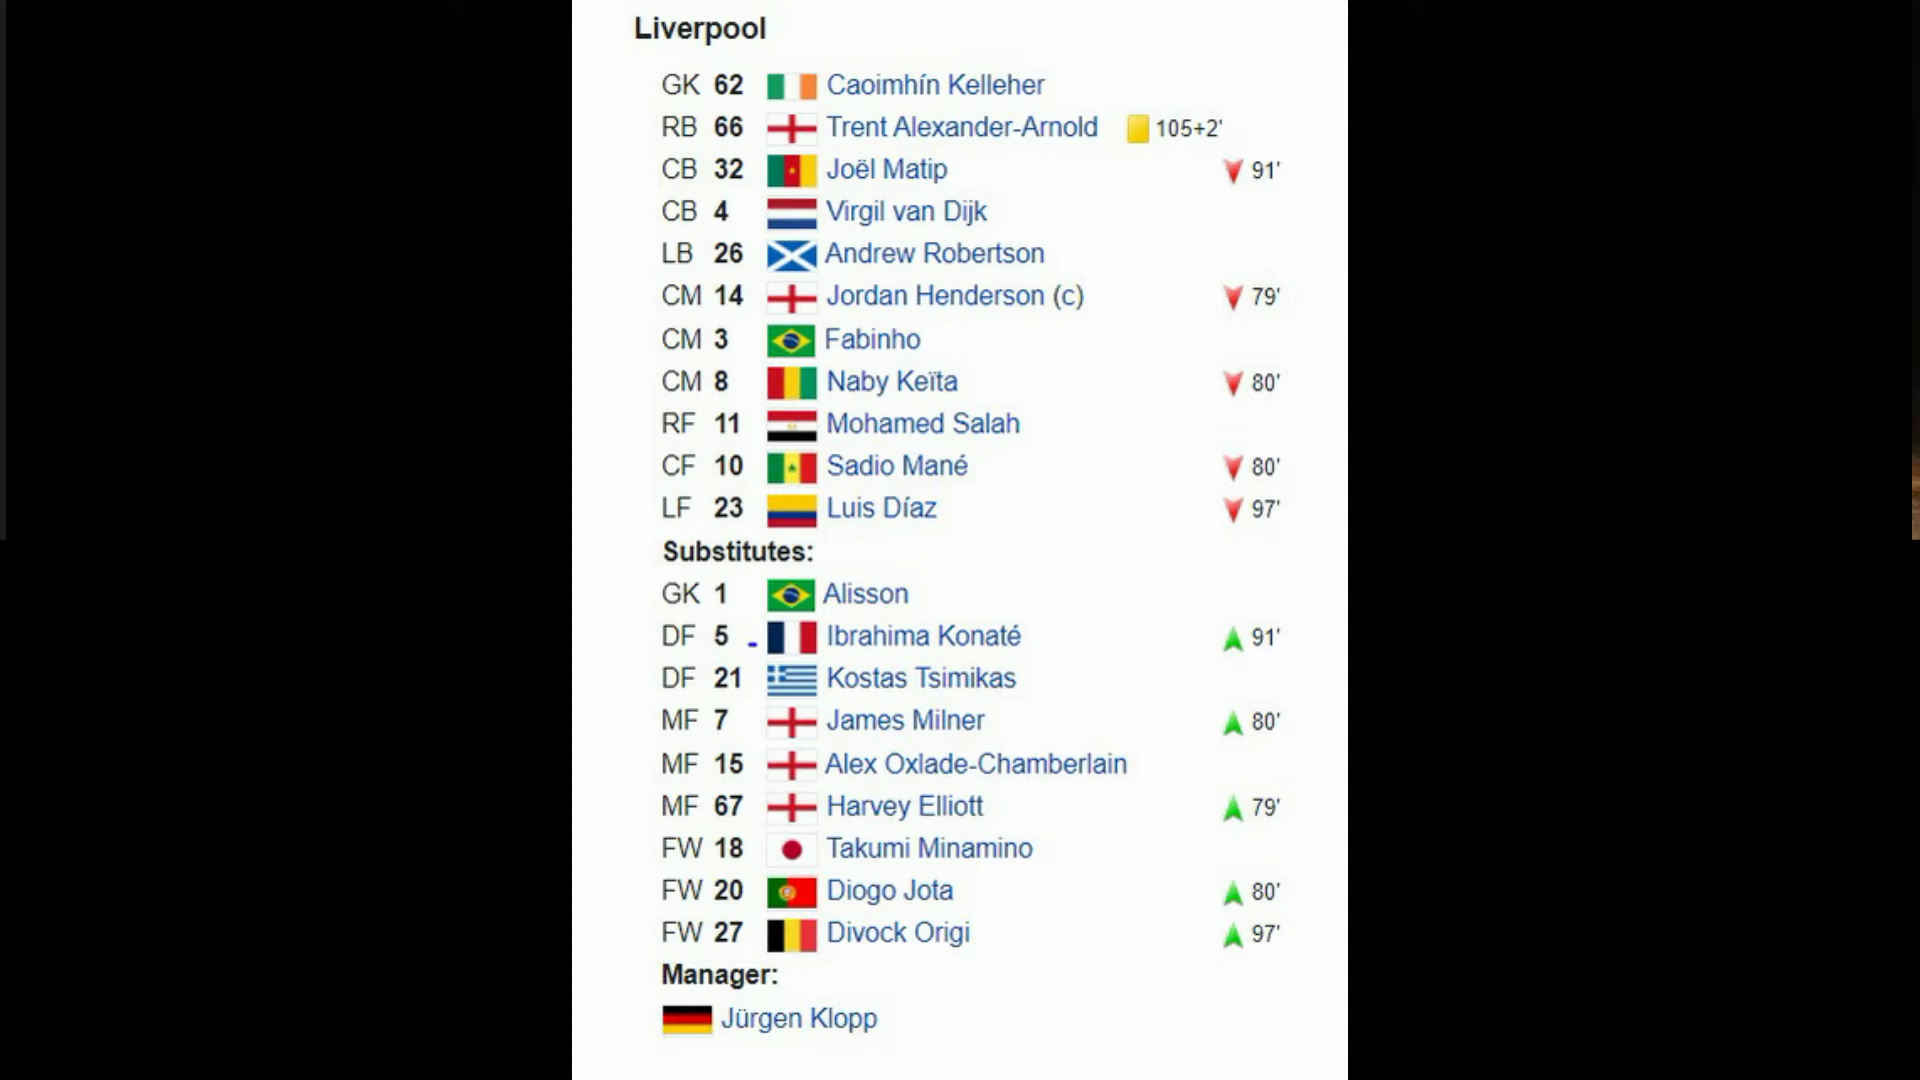 Liverpool
GK 62 Caoimhín Kelleher
RB 66 Trent Alexander-Arnold 105+2'
CB 32 Joël Matip 91'
CB 4 Virgil van Dijk
LB 26 Andrew Robertson
CM 14 Jordan Henderson (c) 79'
CM 3 Fabinho
CM 8 Naby Keïta 80'
RF 11 Mohamed Salah
CF 10 Sadio Mané 80'
LF 23 Luis Díaz 97'
Substitutes:
GK 1 Alisson
DF 5 Ibrahima Konaté 91'
DF 21 Kostas Tsimikas
MF 7 James Milner 80'
MF 15 Alex Oxlade-Chamberlain
MF 67 Harvey Elliott 79'
FW 18 Takumi Minamino
FW 20 Diogo Jota 80'
FW 27 Divock Origi 97'
Manager:
Jürgen Klopp